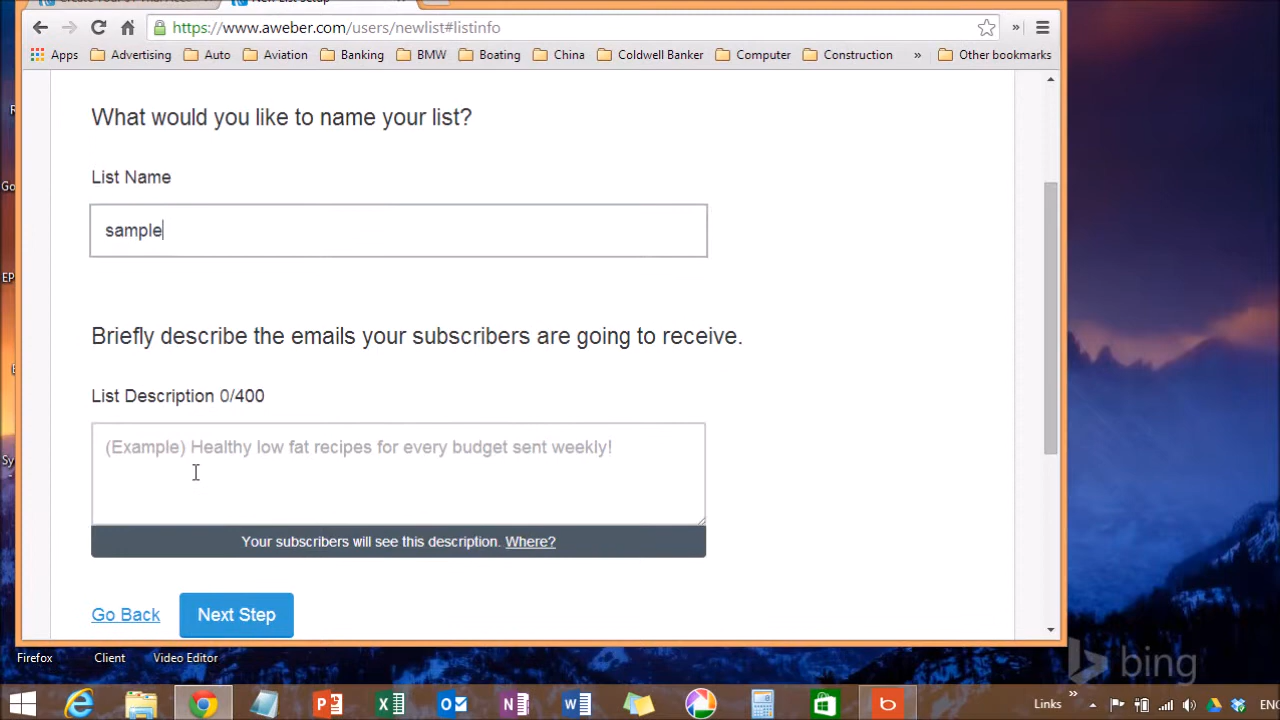 https://www.aweber.com/users/newlist#listinfo
»
Apps Advertising Auto Aviation Banking BMW Boating China Coldwell Banker Computer Construction » Other bookmarks
What would you like to name your list?
List Name
sample
Briefly describe the emails your subscribers are going to receive.
List Description 0/400
(Example) Healthy low fat recipes for every budget sent weekly!
Your subscribers will see this description. Where?
Go Back Next Step
Firefox Client Video Editor
bing
Links » ENG